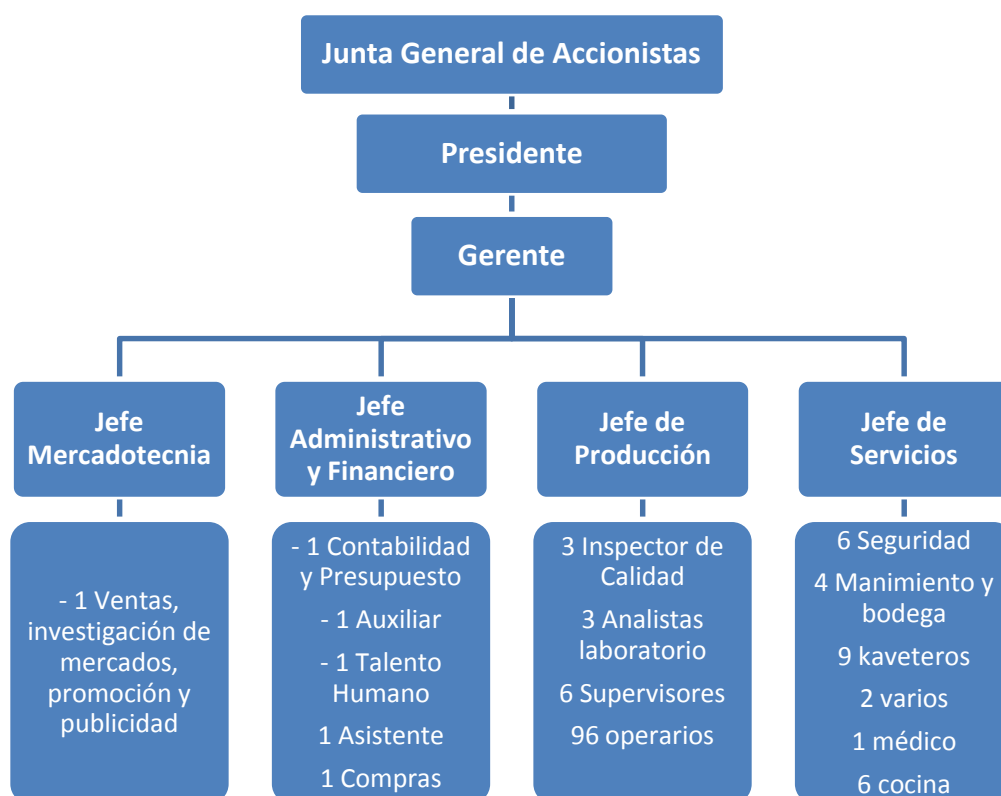 Junta General de Accionistas
Presidente
Gerente
Jefe
Mercadotecnia
Jefe
Administrativo
y Financiero
Jefe de
Producción
Jefe de
Servicios
- 1 Ventas,
investigación de
mercados,
promoción y
publicidad
- 1 Contabilidad
y Presupuesto
- 1 Auxiliar
- 1 Talento
Humano
1 Asistente
1 Compras
3 Inspector de
Calidad
3 Analistas
laboratorio
6 Supervisores
96 operarios
6 Seguridad
4 Manimiento y
bodega
9 kaveteros
2 varios
1 médico
6 cocina